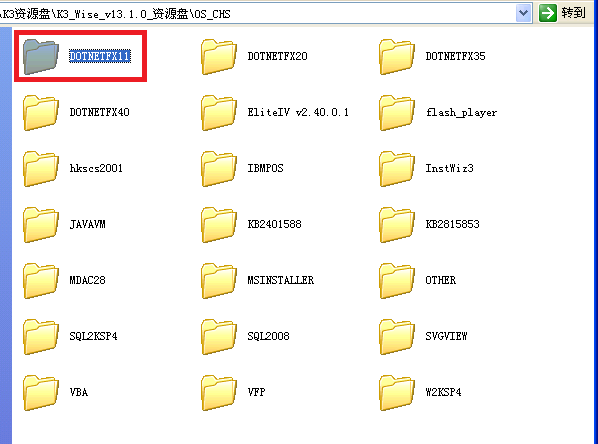 \K3资源盘\K3_Wise_v13.1.0_资源盘\OS_CHS 转到
DOTNETFX11 DOTNETFX20 DOTNETFX35
DOTNETFX40 EliteIV v2.40.0.1 flash_player
hkscs2001 IBMPOS InstWiz3
JAVAVM KB2401588 KB2815853
MDAC28 MSINSTALLER OTHER
SQL2KSP4 SQL2008 SVGVIEW
VBA VFP W2KSP4